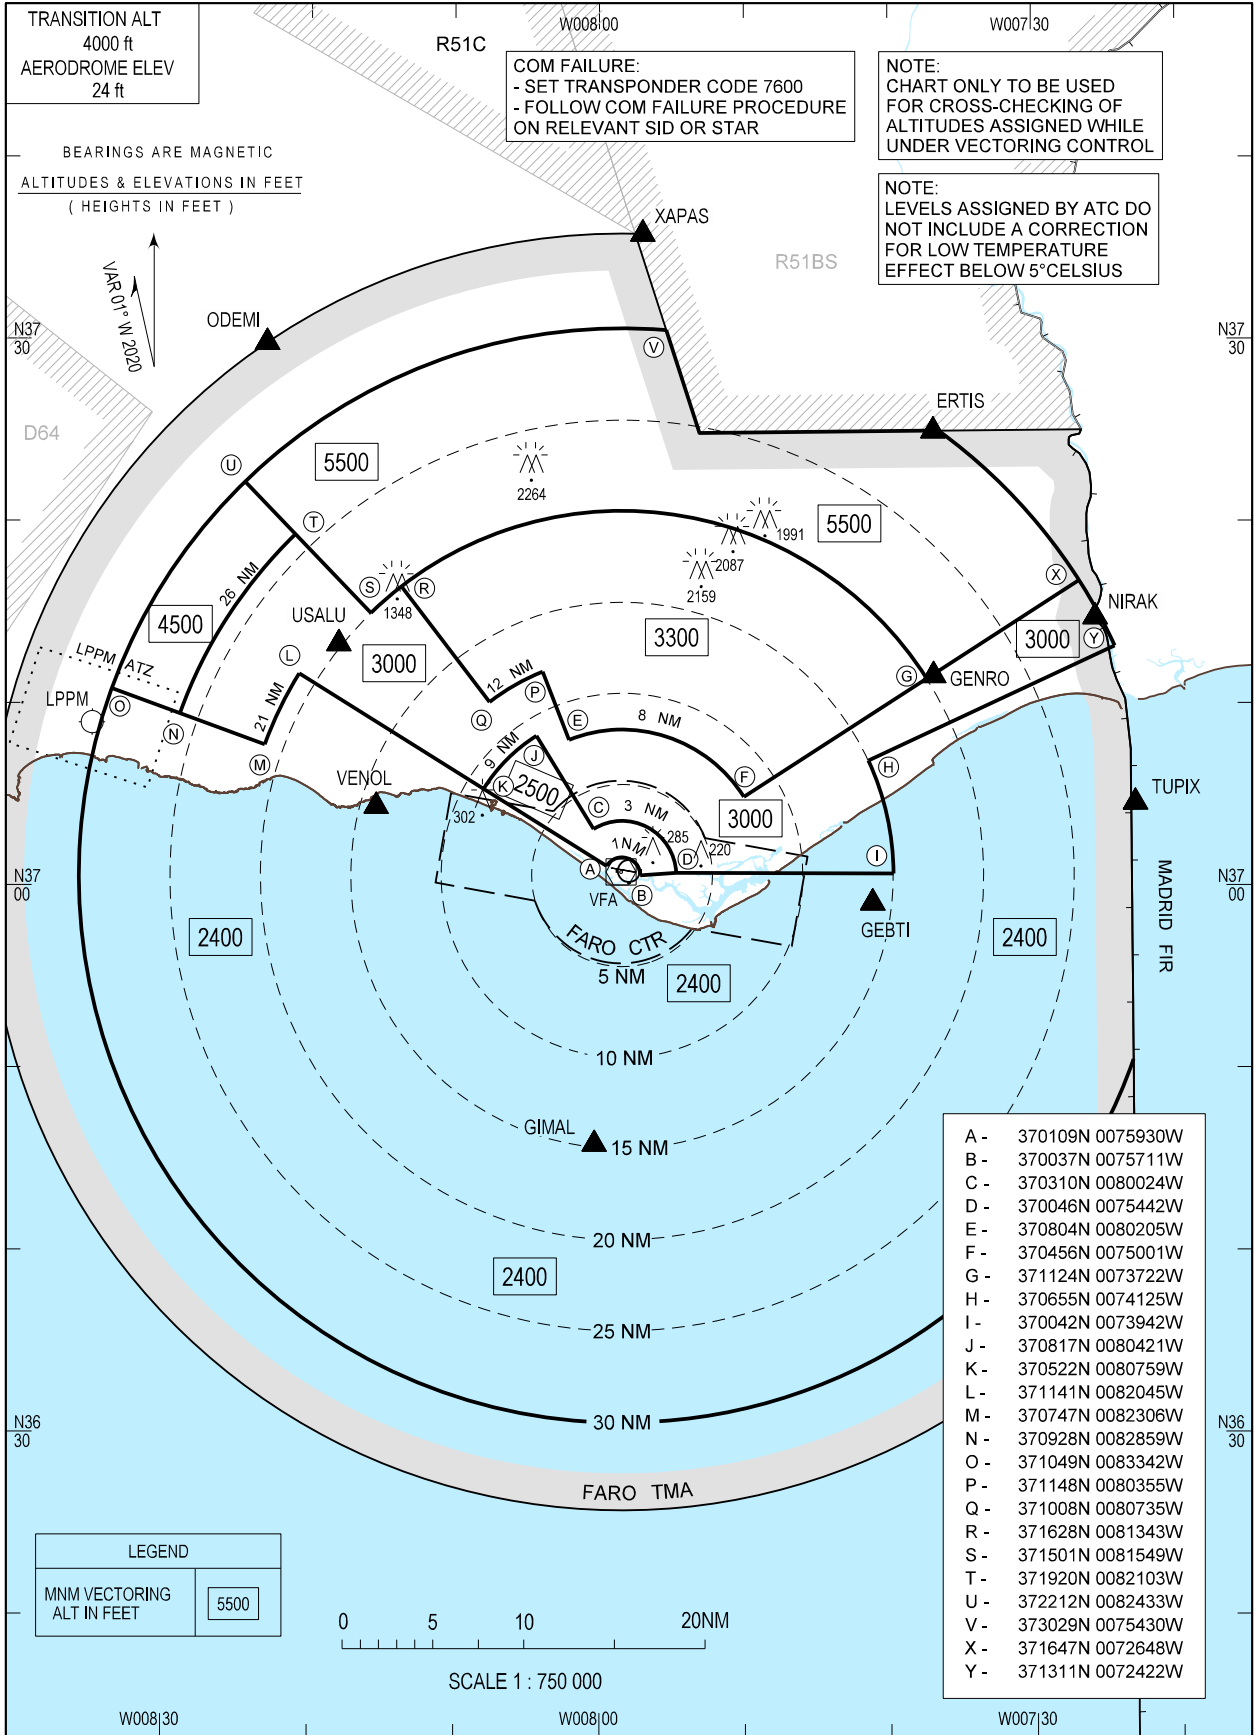 TRANSITION ALT
4000 ft
AERODROME ELEV
24 ft
W008 00
W007 30
R51C
COM FAILURE:
- SET TRANSPONDER CODE 7600
- FOLLOW COM FAILURE PROCEDURE
ON RELEVANT SID OR STAR
NOTE:
CHART ONLY TO BE USED
FOR CROSS-CHECKING OF
ALTITUDES ASSIGNED WHILE
UNDER VECTORING CONTROL
BEARINGS ARE MAGNETIC
ALTITUDES & ELEVATIONS IN FEET
( HEIGHTS IN FEET )
NOTE:
LEVELS ASSIGNED BY ATC DO
NOT INCLUDE A CORRECTION
FOR LOW TEMPERATURE
EFFECT BELOW 5°CELSIUS
XAPAS
R51BS
VAR 01° W 2020
ODEMI
N37
30
N37
30
V
ERTIS
D64
U
5500
2264
T
5500
1991
2087
2159
26 NM
S
R
1348
X
NIRAK
4500
USALU
3300
3000
Y
LPPM ATZ
L
3000
G
GENRO
LPPM
O
12 NM
P
21 NM
N
Q
E
8 NM
M
9 NM
J
H
VENOL
K
2500
F
TUPIX
302
C
3 NM
3000
285
1NM
220
D
I
A
N37
00
VFA
B
N37
00
GEBTI
MADRID FIR
2400
FARO CTR
2400
5 NM
2400
10 NM
GIMAL
15 NM
20 NM
2400
25 NM
30 NM
N36
30
N36
30
FARO TMA
A - 370109N 0075930W
B - 370037N 0075711W
C - 370310N 0080024W
D - 370046N 0075442W
E - 370804N 0080205W
F - 370456N 0075001W
G - 371124N 0073722W
H - 370655N 0074125W
I - 370042N 0073942W
J - 370817N 0080421W
K - 370522N 0080759W
L - 371141N 0082045W
M - 370747N 0082306W
N - 370928N 0082859W
O - 371049N 0083342W
P - 371148N 0080355W
Q - 371008N 0080735W
R - 371628N 0081343W
S - 371501N 0081549W
T - 371920N 0082103W
U - 372212N 0082433W
V - 373029N 0075430W
X - 371647N 0072648W
Y - 371311N 0072422W
LEGEND
MNM VECTORING
ALT IN FEET
5500
0 5 10 20NM
SCALE 1 : 750 000
W008 30
W008 00
W007 30